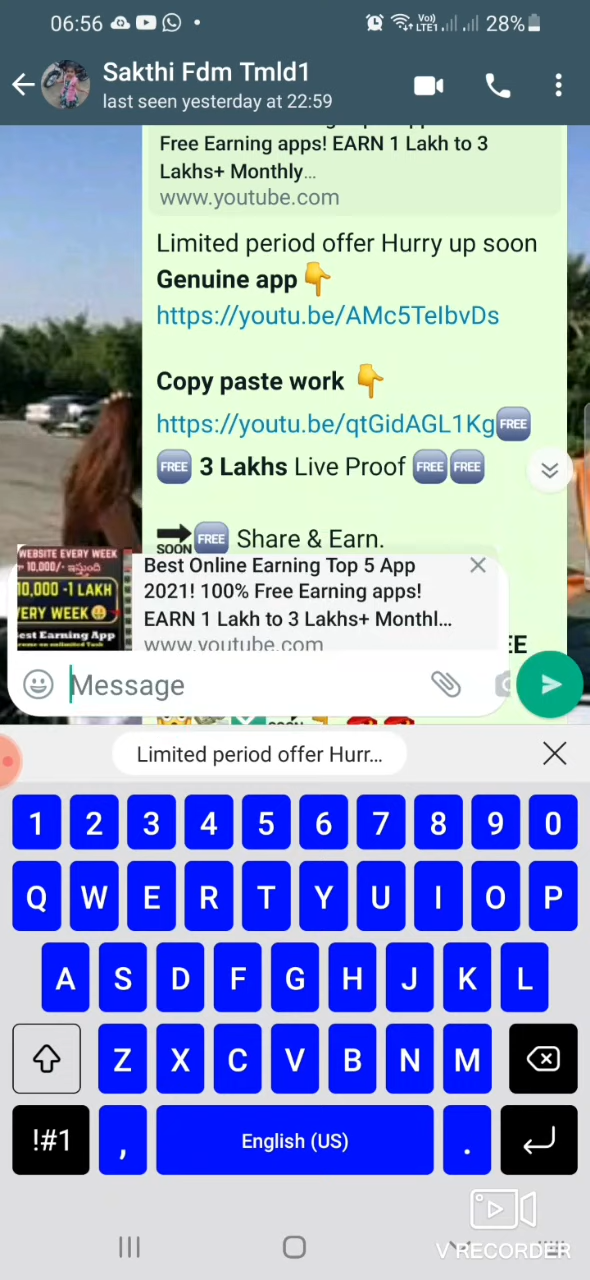 06:56
Vo)) LTE1
28%
Sakthi Fdm Tmld1
last seen yesterday at 22:59
Free Earning apps! EARN 1 Lakh to 3
Lakhs+ Monthly...
www.youtube.com
Limited period offer Hurry up soon
Genuine app 👇
https://youtu.be/AMc5TeIbvDs
Copy paste work 👇
https://youtu.be/qtGidAGL1Kg FREE
FREE 3 Lakhs Live Proof FREE FREE
SOON FREE Share & Earn.
WEBSITE EVERY WEEK
10,000/- ఇస్తుంది
10,000 -1 LAKH
ERY WEEK
est Earning App
Best Online Earning Top 5 App
2021! 100% Free Earning apps!
EARN 1 Lakh to 3 Lakhs+ Monthl...
www.youtube.com
Message
Limited period offer Hurr...
1 2 3 4 5 6 7 8 9 0
Q W E R T Y U I O P
A S D F G H J K L
Z X C V B N M
!#1 , English (US) .
V RECORDER